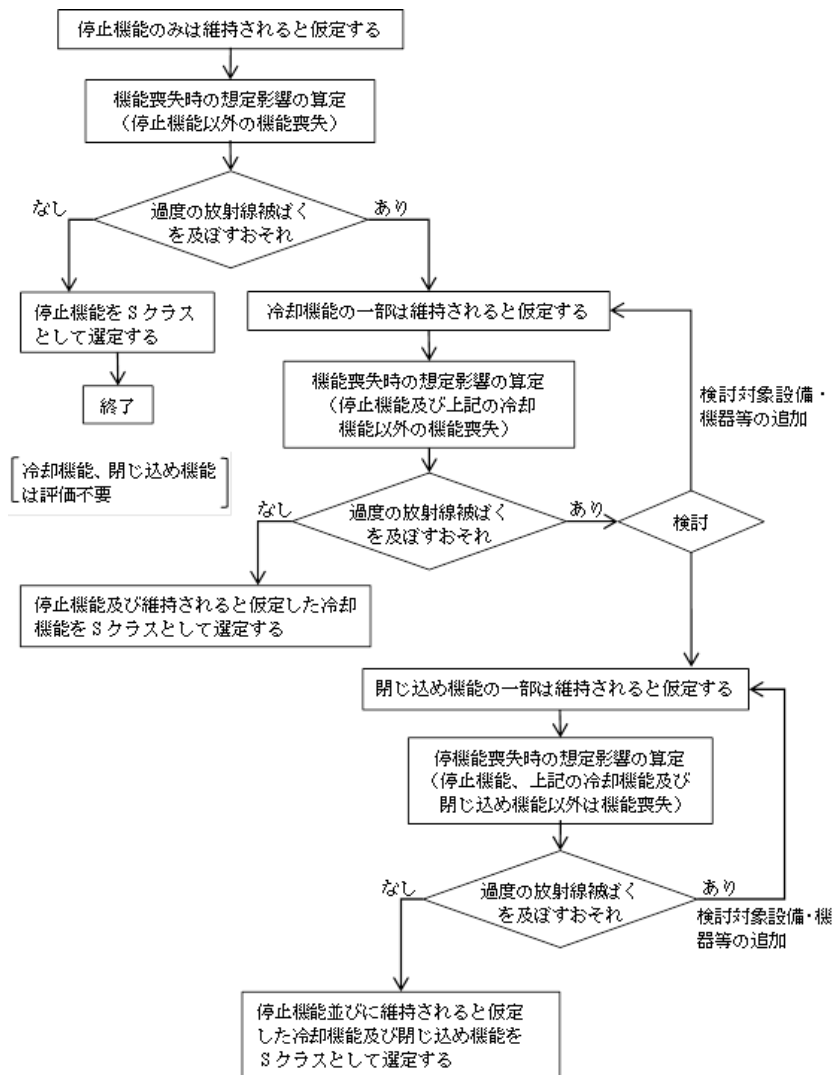 停止機能のみは維持されると仮定する
機能喪失時の想定影響の算定
（停止機能以外の機能喪失）
過度の放射線被ばく
を及ぼすおそれ
なし
あり
停止機能をSクラス
として選定する
終了
冷却機能、閉じ込め機能
は評価不要
冷却機能の一部は維持されると仮定する
機能喪失時の想定影響の算定
（停止機能及び上記の冷却
機能以外の機能喪失）
検討対象設備・
機器等の追加
過度の放射線被ばく
を及ぼすおそれ
なし
あり
検討
停止機能及び維持されると仮定した冷却
機能をSクラスとして選定する
閉じ込め機能の一部は維持されると仮定する
停機能喪失時の想定影響の算定
（停止機能、上記の冷却機能及び
閉じ込め機能以外は機能喪失）
過度の放射線被ばく
を及ぼすおそれ
なし
あり
検討対象設備・機
器等の追加
停止機能並びに維持されると仮定
した冷却機能及び閉じ込め機能を
Sクラスとして選定する